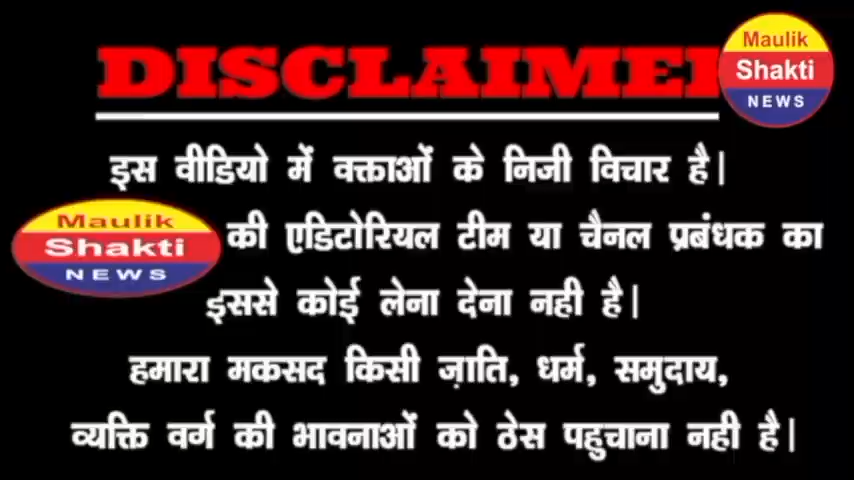 DISCLAIMER
Maulik
Shakti
NEWS
इस वीडियो में वक्ताओं के निजी विचार है|
Maulik
Shakti
NEWS
की एडिटोरियल टीम या चैनल प्रबंधक का
इससे कोई लेना देना नही है|
हमारा मकसद किसी ज़ाति, धर्म, समुदाय,
व्यक्ति वर्ग की भावनाओं को ठेस पहुचाना नही है|